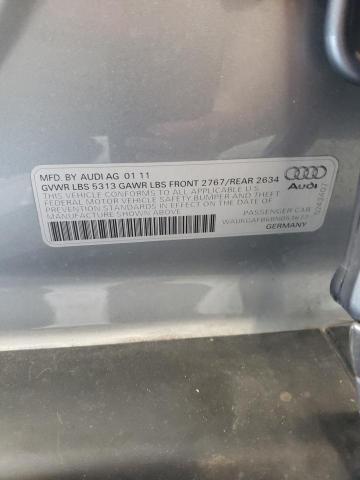 MFD. BY AUDI AG 01 11
GVWR LBS 5313 GAWR LBS FRONT 2767/REAR 2634
THIS VEHICLE CONFORMS TO ALL APPLICABLE U.S.
FEDERAL MOTOR VEHICLE SAFETY BUMPER AND THEFT
PREVENTION STANDARDS IN EFFECT ON THE DATE OF
MANUFACTURE SHOWN ABOVE.
PASSENGER CAR
GERMANY
Audi